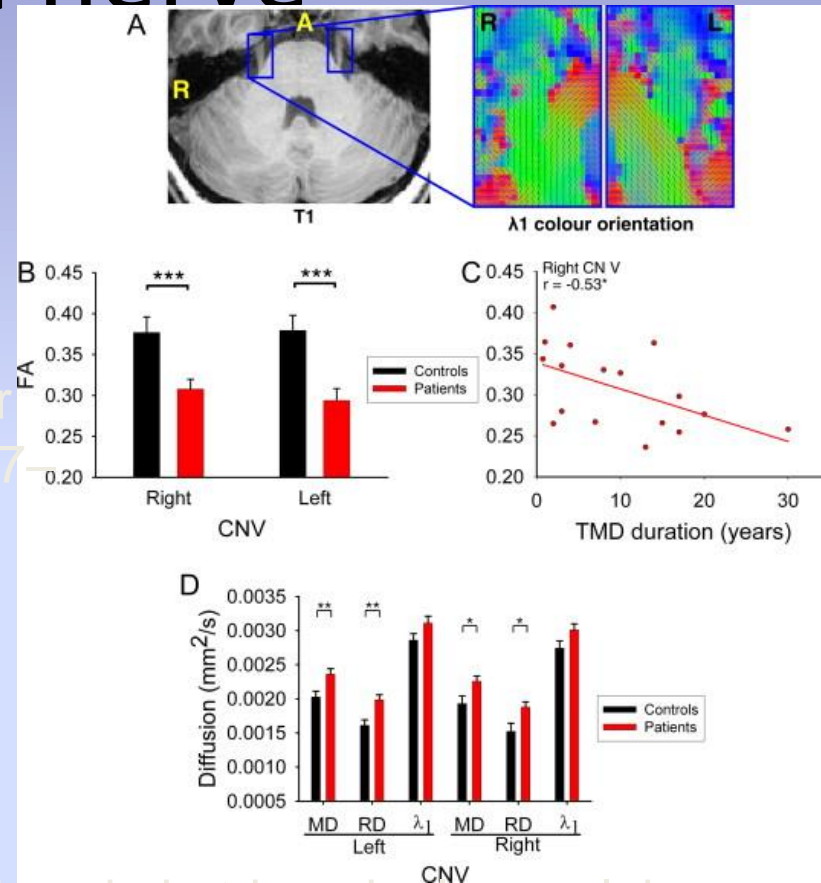 nerve
A
A
R
R
L
T1
λ1 colour orientation
B
0.45
0.40
0.35
0.30
0.25
0.20
FA
***
***
Controls
Patients
Right
Left
CNV
C
0.45
0.40
0.35
0.30
0.25
0.20
Right CN V
r = -0.53*
0
10
20
30
TMD duration (years)
D
0.0035
0.0030
0.0025
0.0020
0.0015
0.0010
0.0005
Diffusion (mm²/s)
**
**
*
*
Controls
Patients
MD RD λ1 MD RD λ1
Left Right
CNV